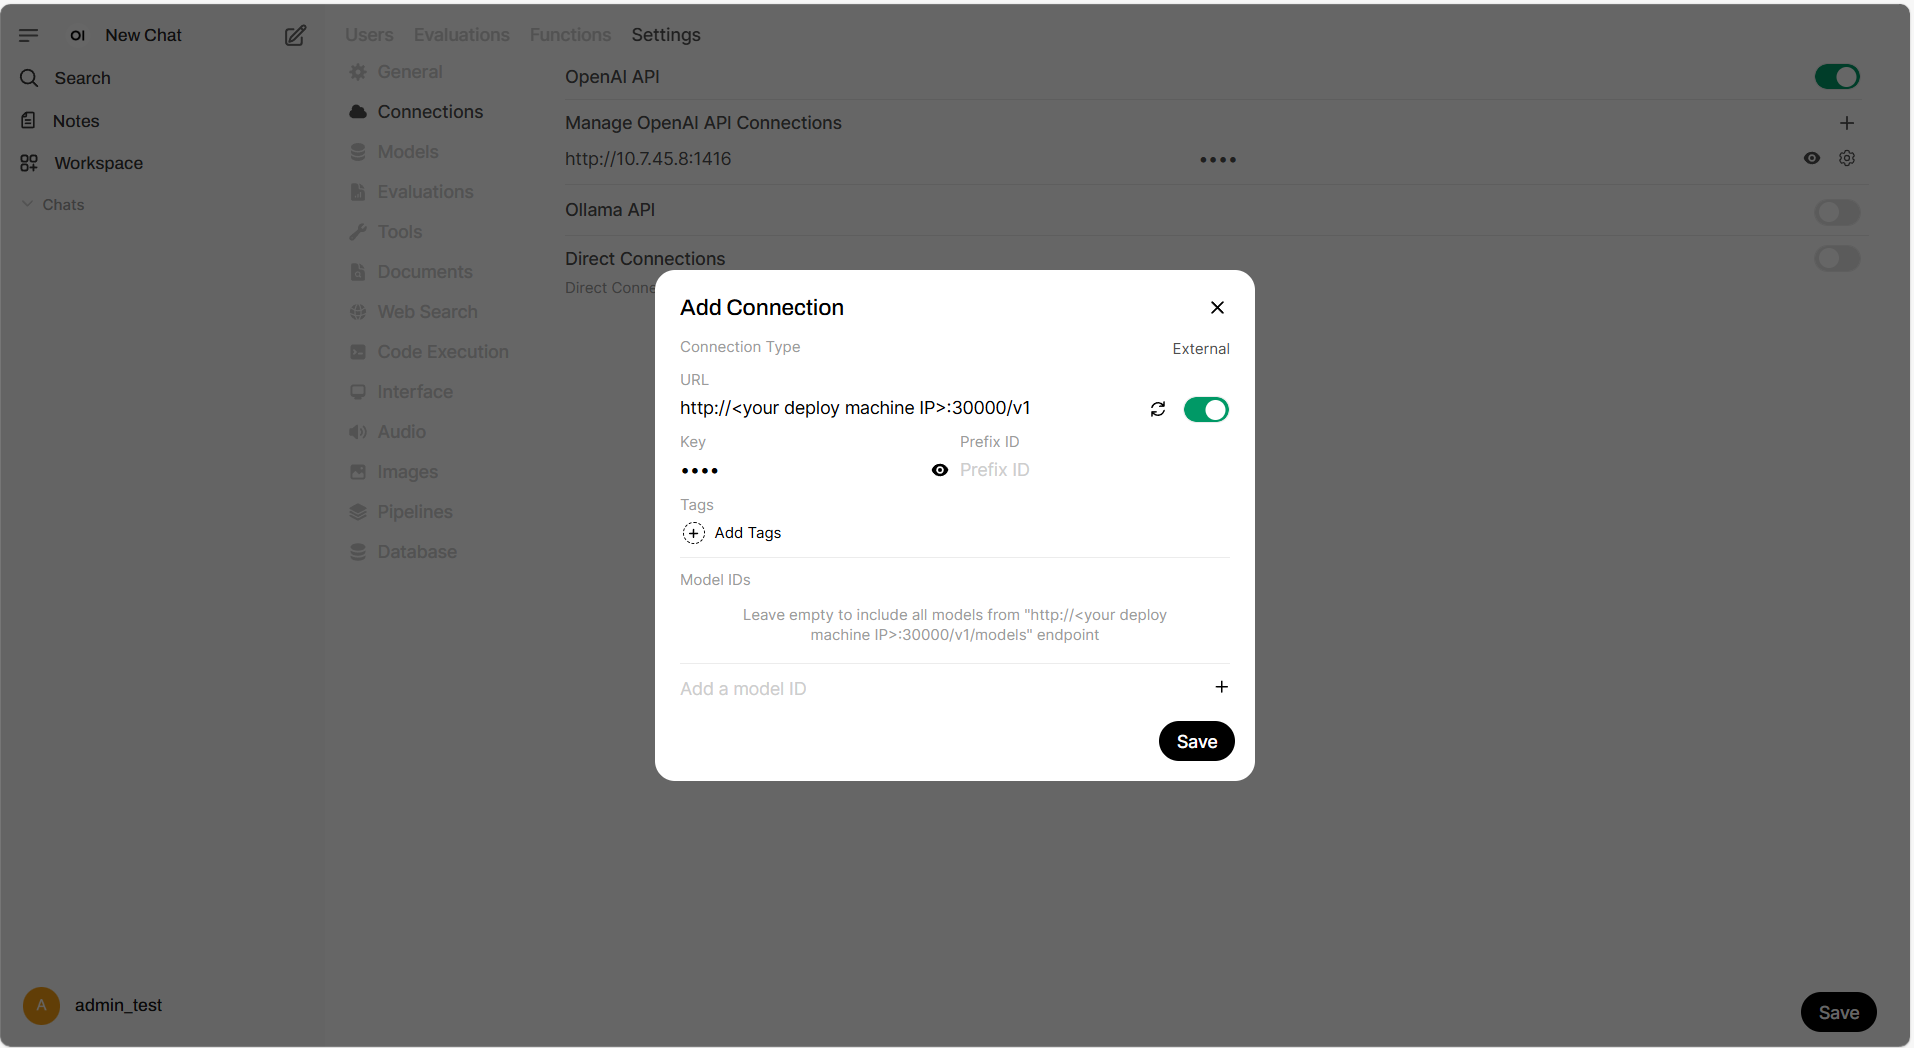 OI New Chat
Search
Notes
Workspace
Chats
admin_test
Users Evaluations Functions Settings
General
Connections
Models
Evaluations
Tools
Documents
Web Search
Code Execution
Interface
Audio
Images
Pipelines
Database
OpenAI API
Manage OpenAI API Connections
http://10.7.45.8:1416 ••••
Ollama API
Direct Connections
Direct Conne
Add Connection
Connection Type External
URL
http://<your deploy machine IP>:30000/v1
Key Prefix ID
•••• Prefix ID
Tags
Add Tags
Model IDs
Leave empty to include all models from "http://<your deploy
machine IP>:30000/v1/models" endpoint
Add a model ID
Save
A
Save